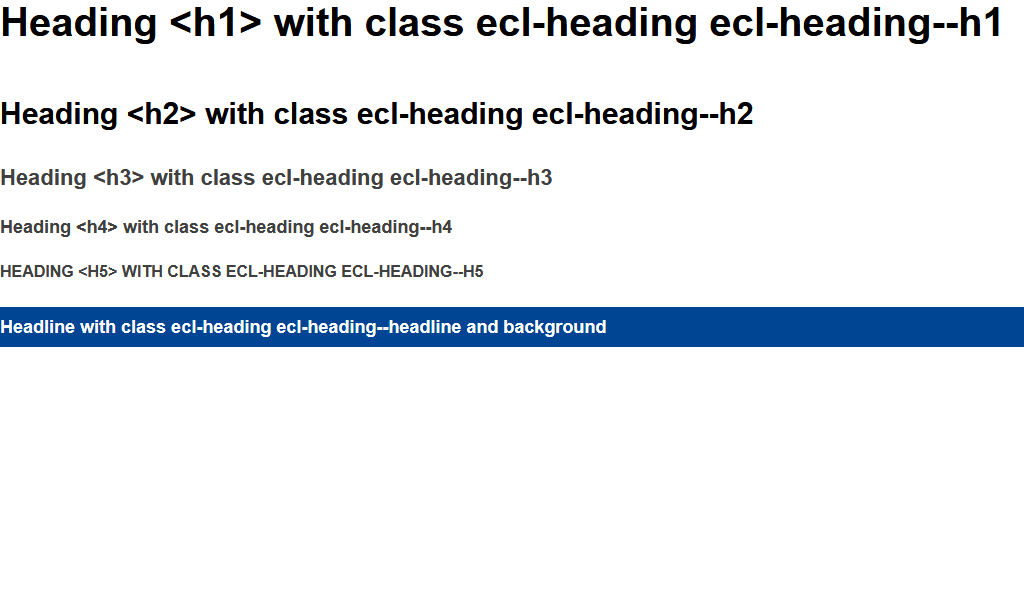 Heading <h1> with class ecl-heading ecl-heading--h1
Heading <h2> with class ecl-heading ecl-heading--h2
Heading <h3> with class ecl-heading ecl-heading--h3
Heading <h4> with class ecl-heading ecl-heading--h4
HEADING <H5> WITH CLASS ECL-HEADING ECL-HEADING--H5
Headline with class ecl-heading ecl-heading--headline and background